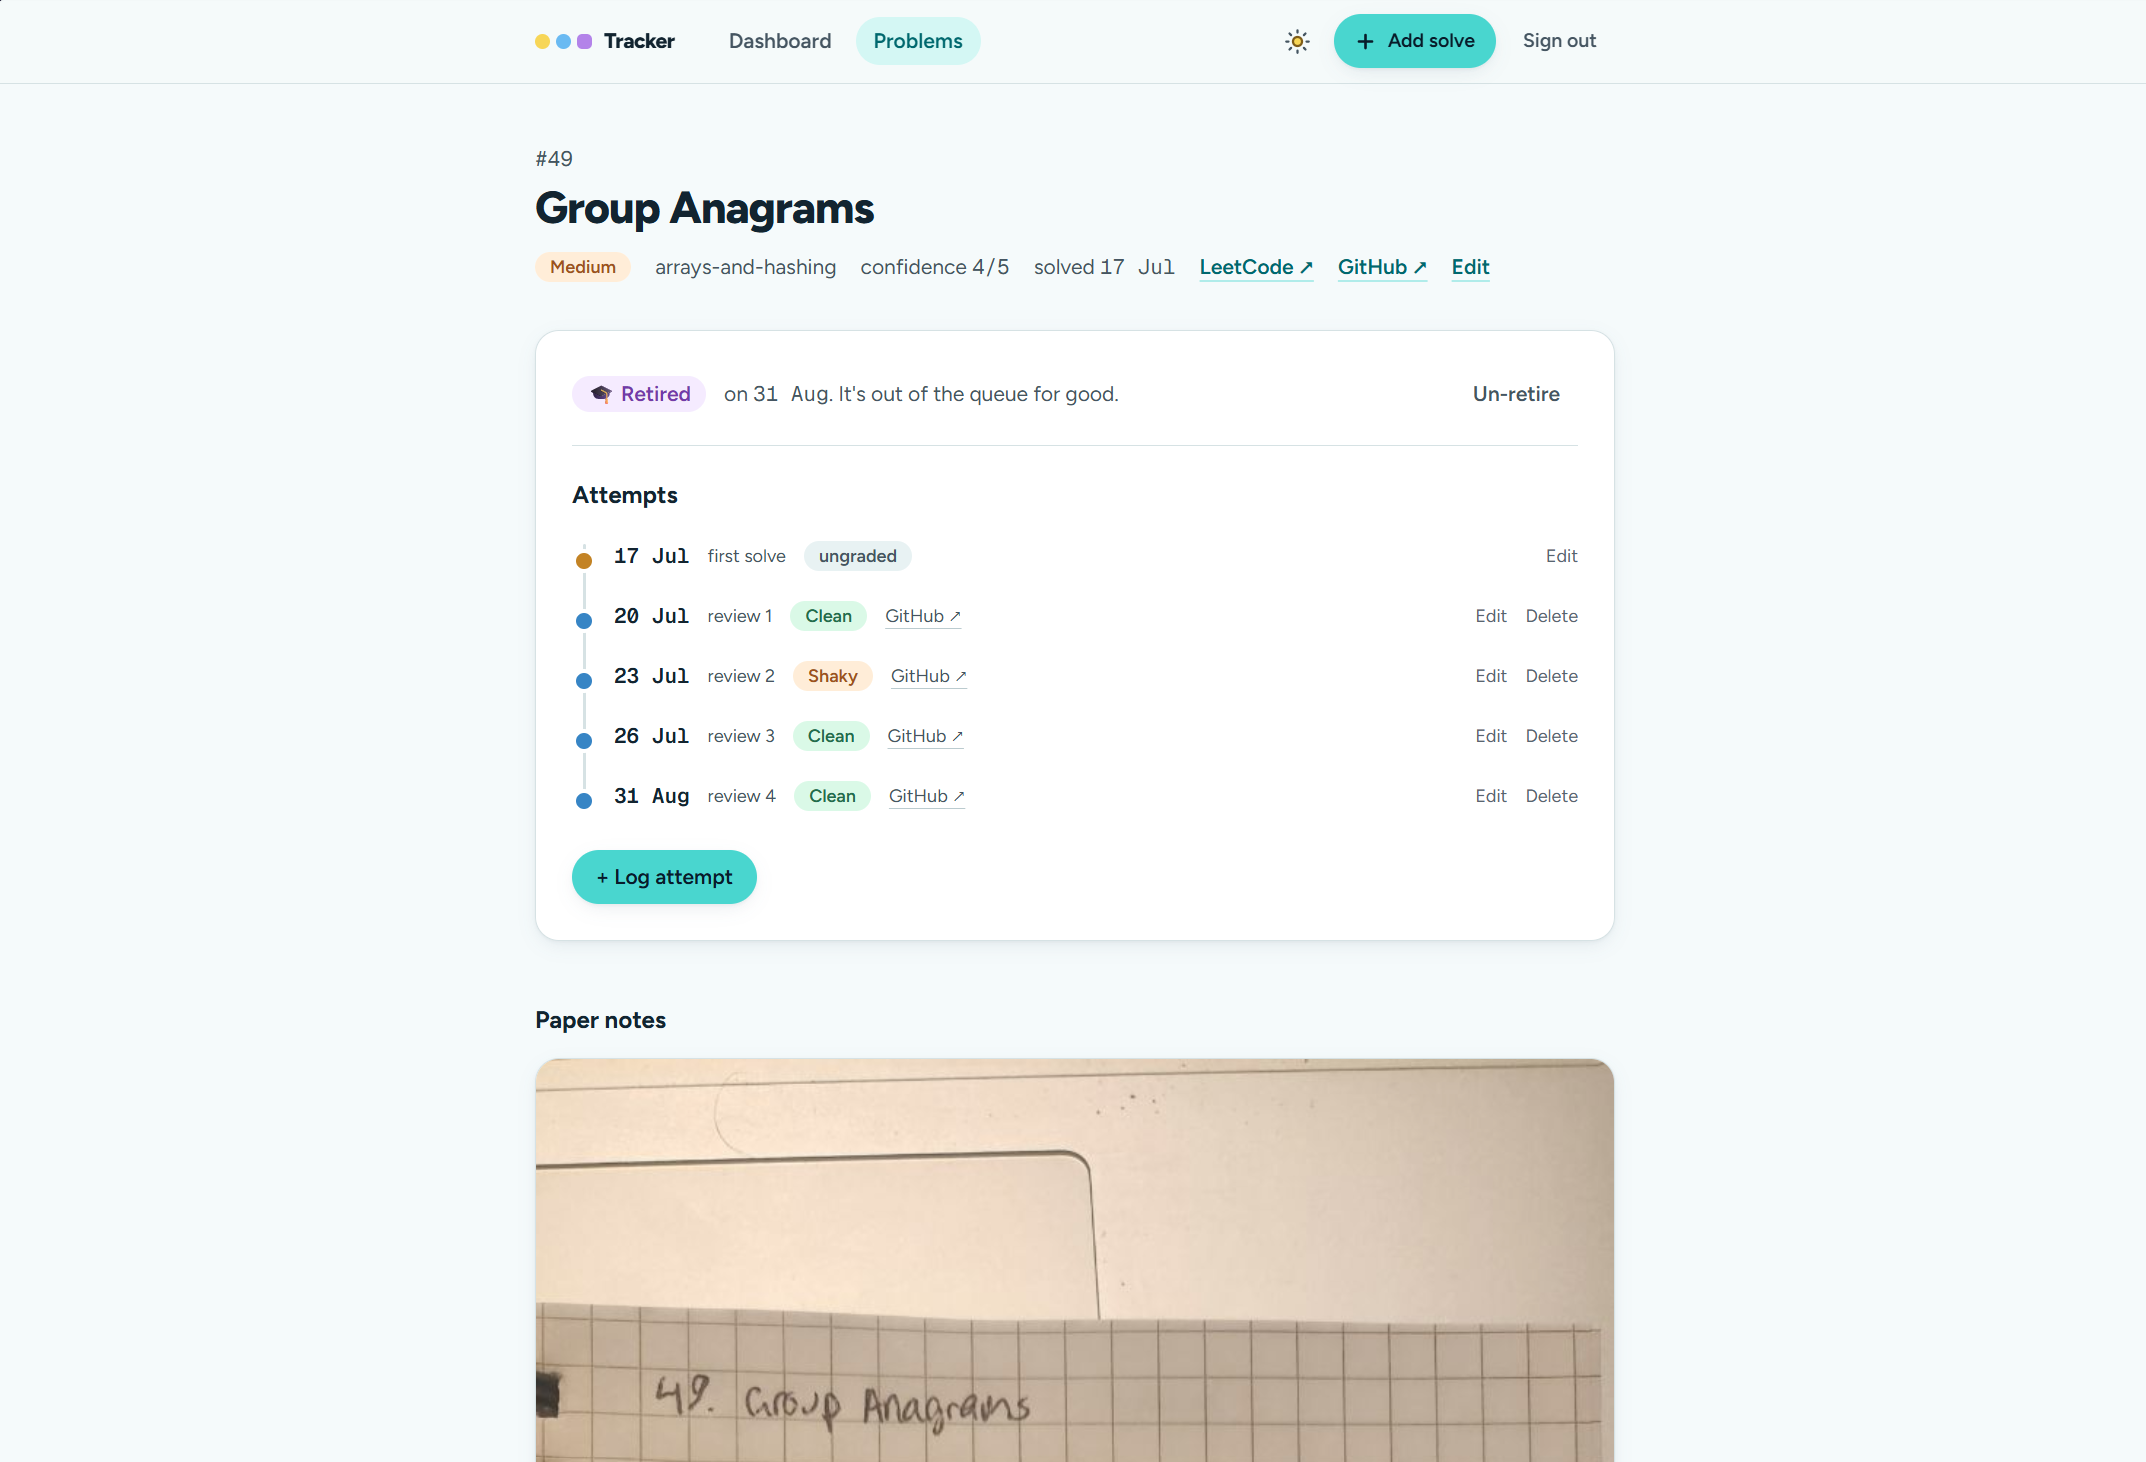 Tracker Dashboard Problems + Add solve Sign out
#49
Group Anagrams
Medium arrays-and-hashing confidence 4/5 solved 17 Jul LeetCode ↗ GitHub ↗ Edit
Retired on 31 Aug. It's out of the queue for good. Un-retire
Attempts
17 Jul first solve ungraded Edit
20 Jul review 1 Clean GitHub ↗ Edit Delete
23 Jul review 2 Shaky GitHub ↗ Edit Delete
26 Jul review 3 Clean GitHub ↗ Edit Delete
31 Aug review 4 Clean GitHub ↗ Edit Delete
+ Log attempt
Paper notes
49. Group Anagrams